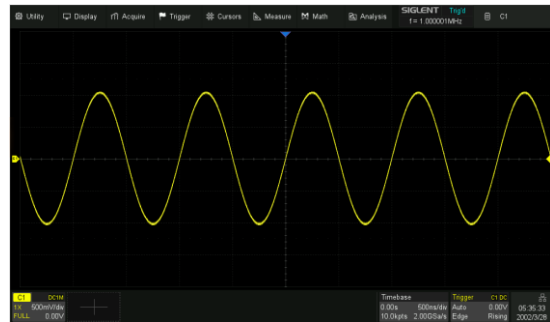 Utility Display Acquire Trigger Cursors Measure Math Analysis SIGLENT Trig'd C1
f = 1.000001MHz
C1 DC1M Timebase Trigger C1 DC
1X 500mV/div 0.00s 500ns/div Auto 0.00V 05:35:33
FULL 0.00V 10.0kpts 2.00GSa/s Edge Rising 2002/3/28